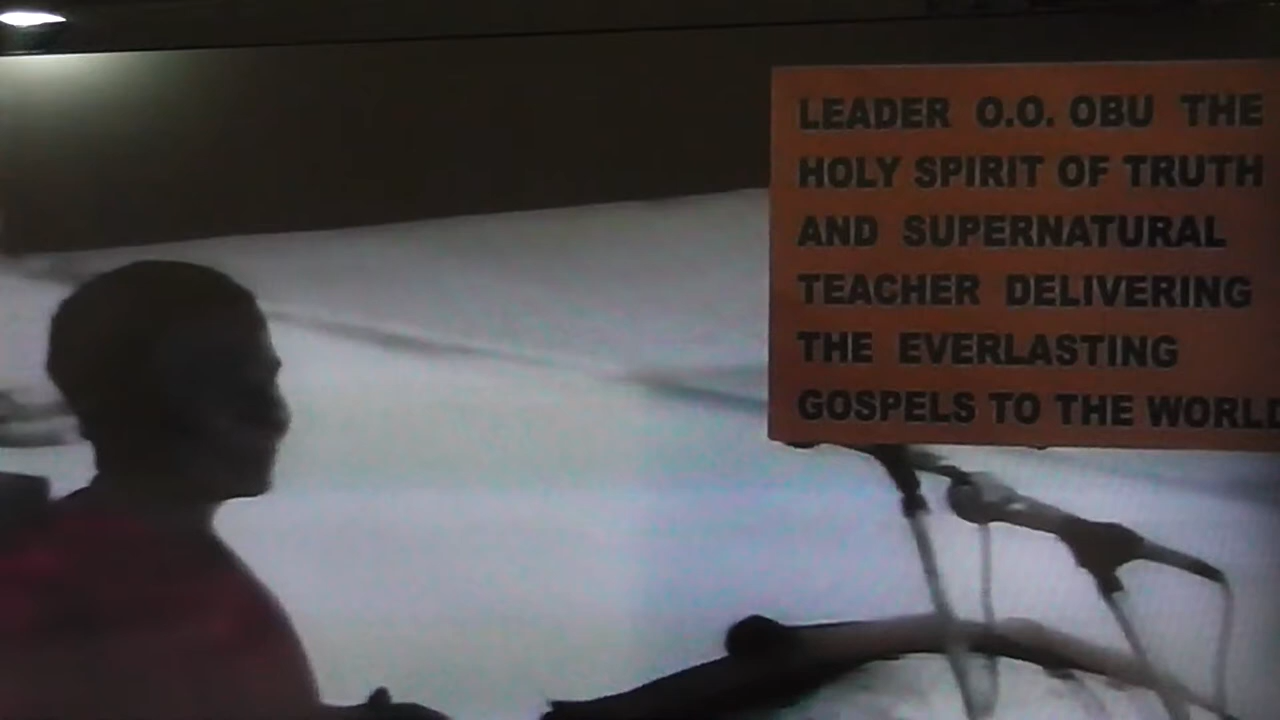 LEADER O.O. OBU THE
HOLY SPIRIT OF TRUTH
AND SUPERNATURAL
TEACHER DELIVERING
THE EVERLASTING
GOSPELS TO THE WORLD